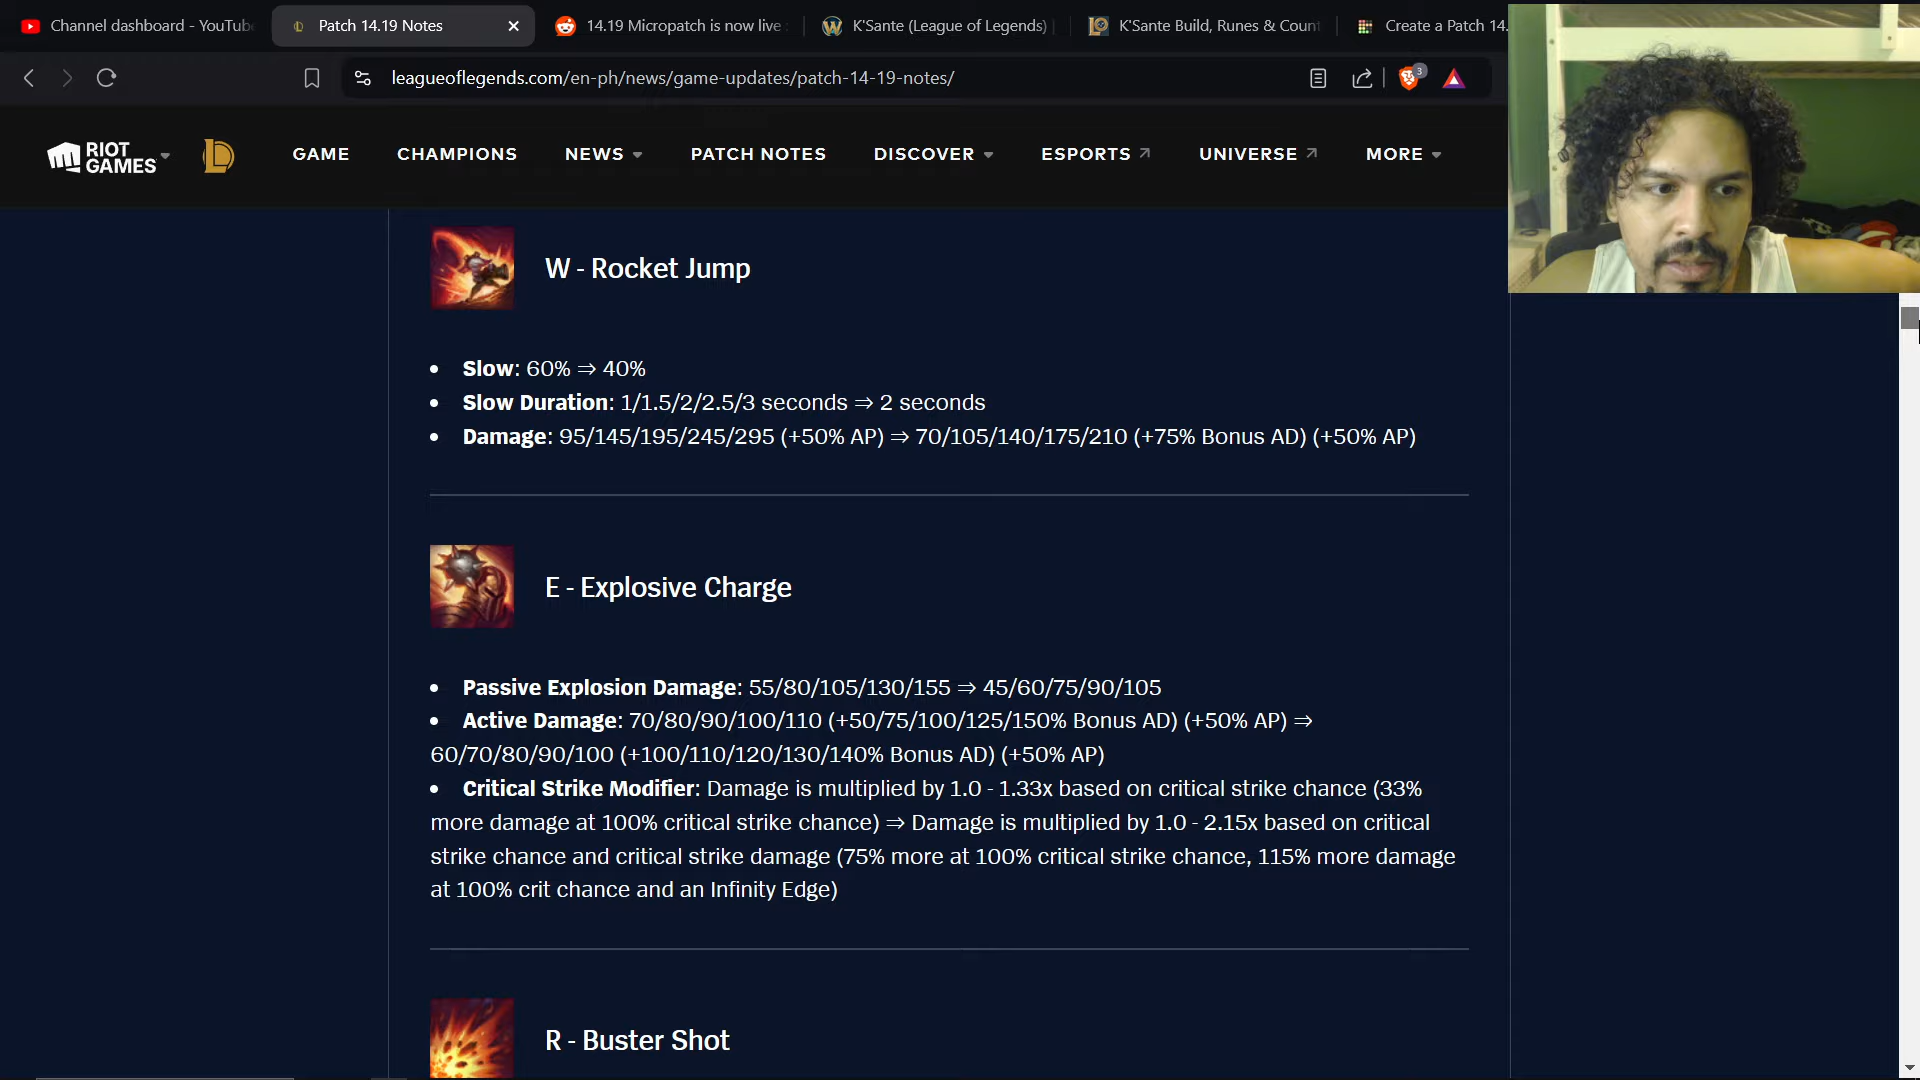 Channel dashboard - YouTube
Patch 14.19 Notes
14.19 Micropatch is now live
K'Sante (League of Legends)
K'Sante Build, Runes & Count
Create a Patch 14.
leagueoflegends.com/en-ph/news/game-updates/patch-14-19-notes/
3
RIOT GAMES
GAME
CHAMPIONS
NEWS
PATCH NOTES
DISCOVER
ESPORTS
UNIVERSE
MORE
W - Rocket Jump
• Slow: 60% ⇒ 40%
• Slow Duration: 1/1.5/2/2.5/3 seconds ⇒ 2 seconds
• Damage: 95/145/195/245/295 (+50% AP) ⇒ 70/105/140/175/210 (+75% Bonus AD) (+50% AP)
E - Explosive Charge
• Passive Explosion Damage: 55/80/105/130/155 ⇒ 45/60/75/90/105
• Active Damage: 70/80/90/100/110 (+50/75/100/125/150% Bonus AD) (+50% AP) ⇒
60/70/80/90/100 (+100/110/120/130/140% Bonus AD) (+50% AP)
• Critical Strike Modifier: Damage is multiplied by 1.0 - 1.33x based on critical strike chance (33%
more damage at 100% critical strike chance) ⇒ Damage is multiplied by 1.0 - 2.15x based on critical
strike chance and critical strike damage (75% more at 100% critical strike chance, 115% more damage
at 100% crit chance and an Infinity Edge)
R - Buster Shot